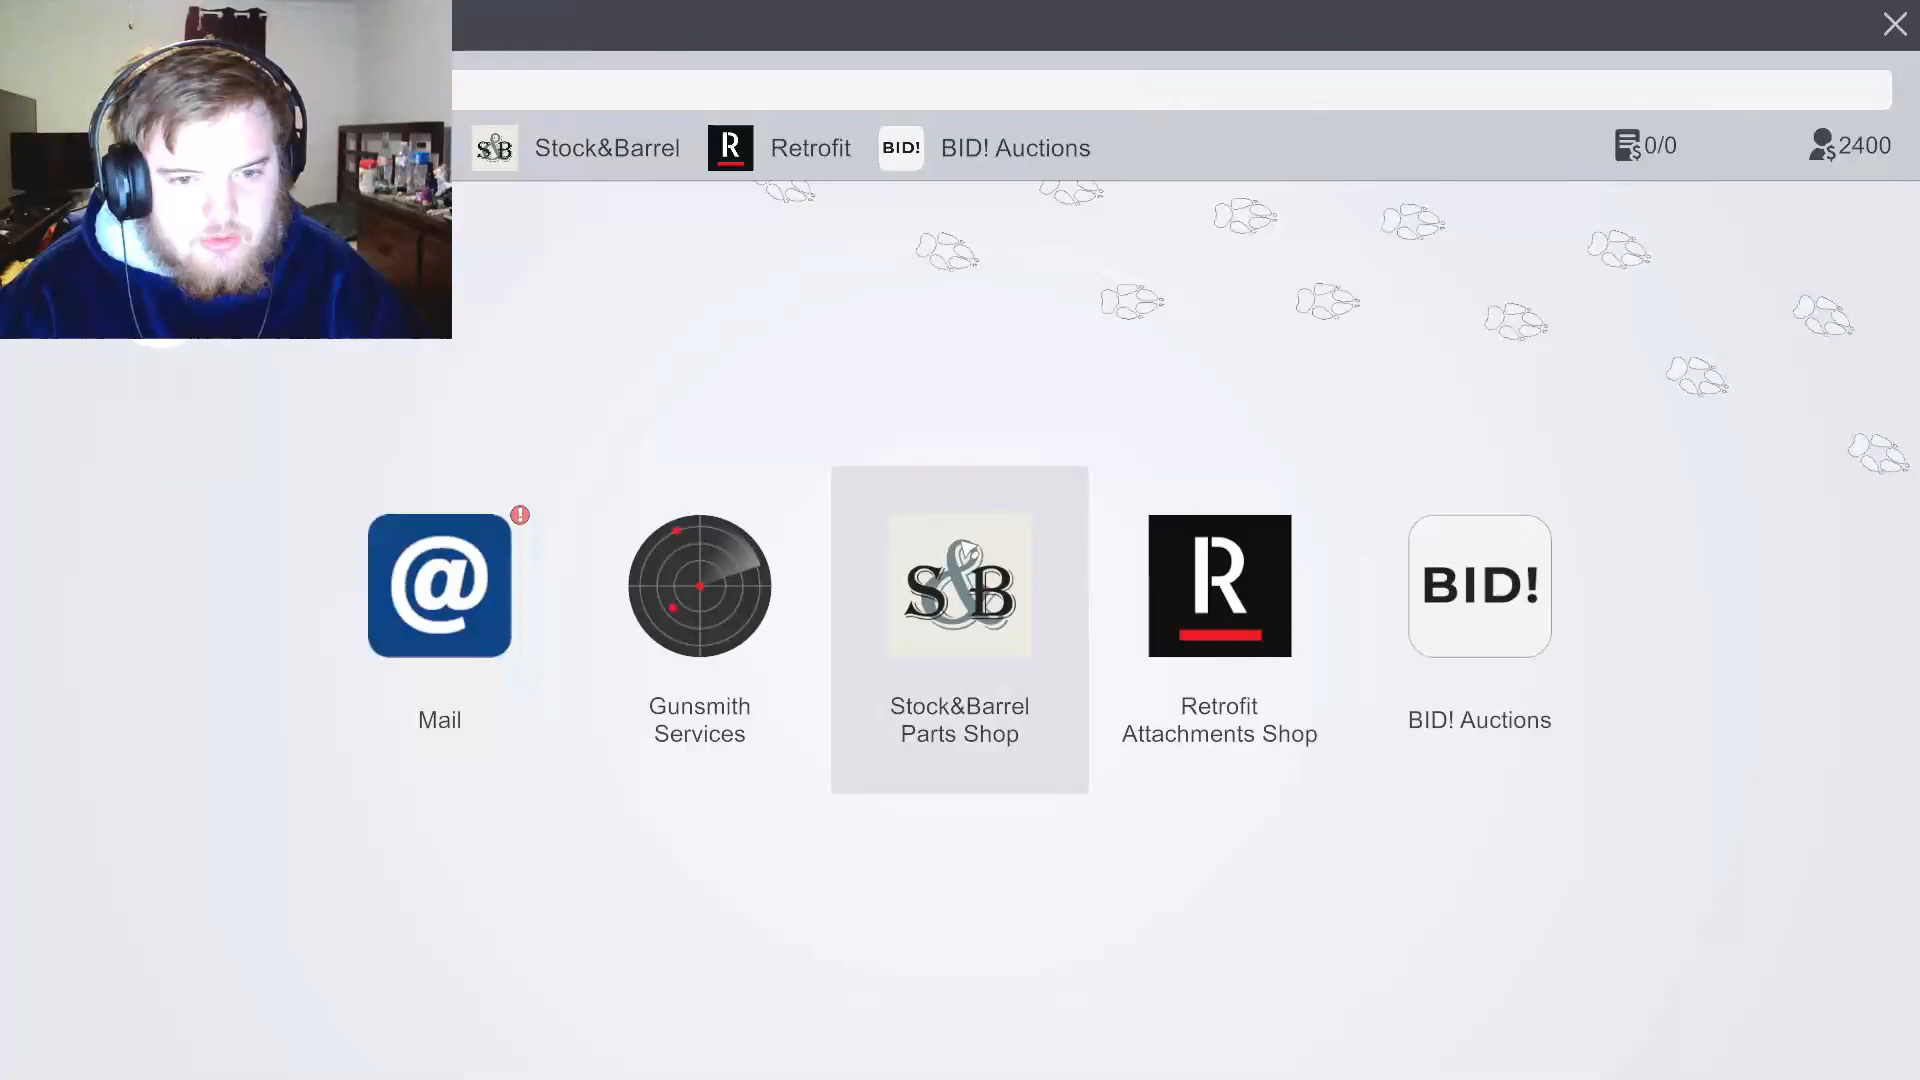 S&B Stock&Barrel R Retrofit BID! BID! Auctions 0/0 2400
@ !
S&B
R
BID!
Mail
Gunsmith
Services
Stock&Barrel
Parts Shop
Retrofit
Attachments Shop
BID! Auctions